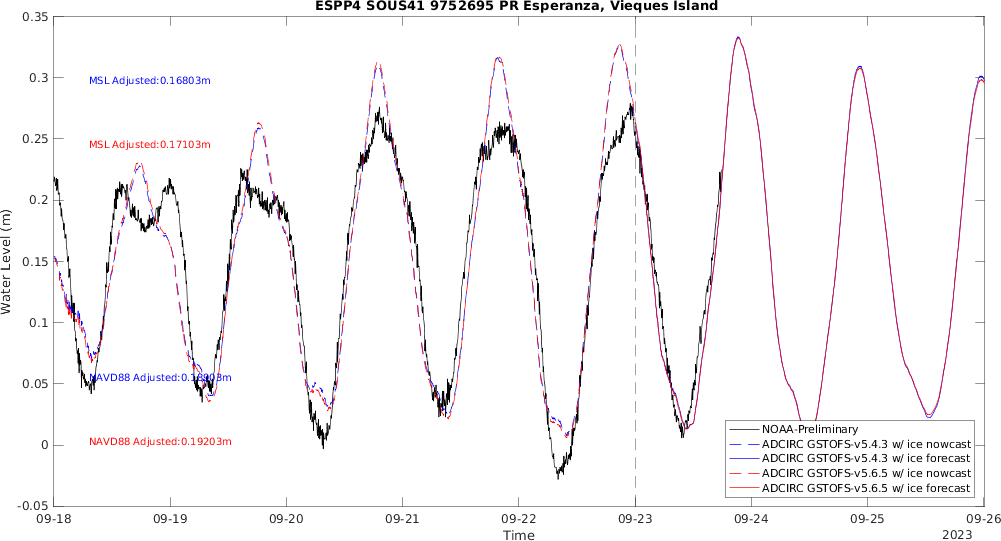 ESPP4 SOUS41 9752695 PR Esperanza, Vieques Island
0.35
0.3
0.25
0.2
0.15
0.1
0.05
0
-0.05
Water Level (m)
MSL Adjusted:0.16803m
MSL Adjusted:0.17103m
NAVD88 Adjusted:
NAVD88 Adjusted:0.19203m
NOAA-Preliminary
ADCIRC GSTOFS-v5.4.3 w/ ice nowcast
ADCIRC GSTOFS-v5.4.3 w/ ice forecast
ADCIRC GSTOFS-v5.6.5 w/ ice nowcast
ADCIRC GSTOFS-v5.6.5 w/ ice forecast
09-18 09-19 09-20 09-21 09-22 09-23 09-24 09-25 09-26
Time
2023